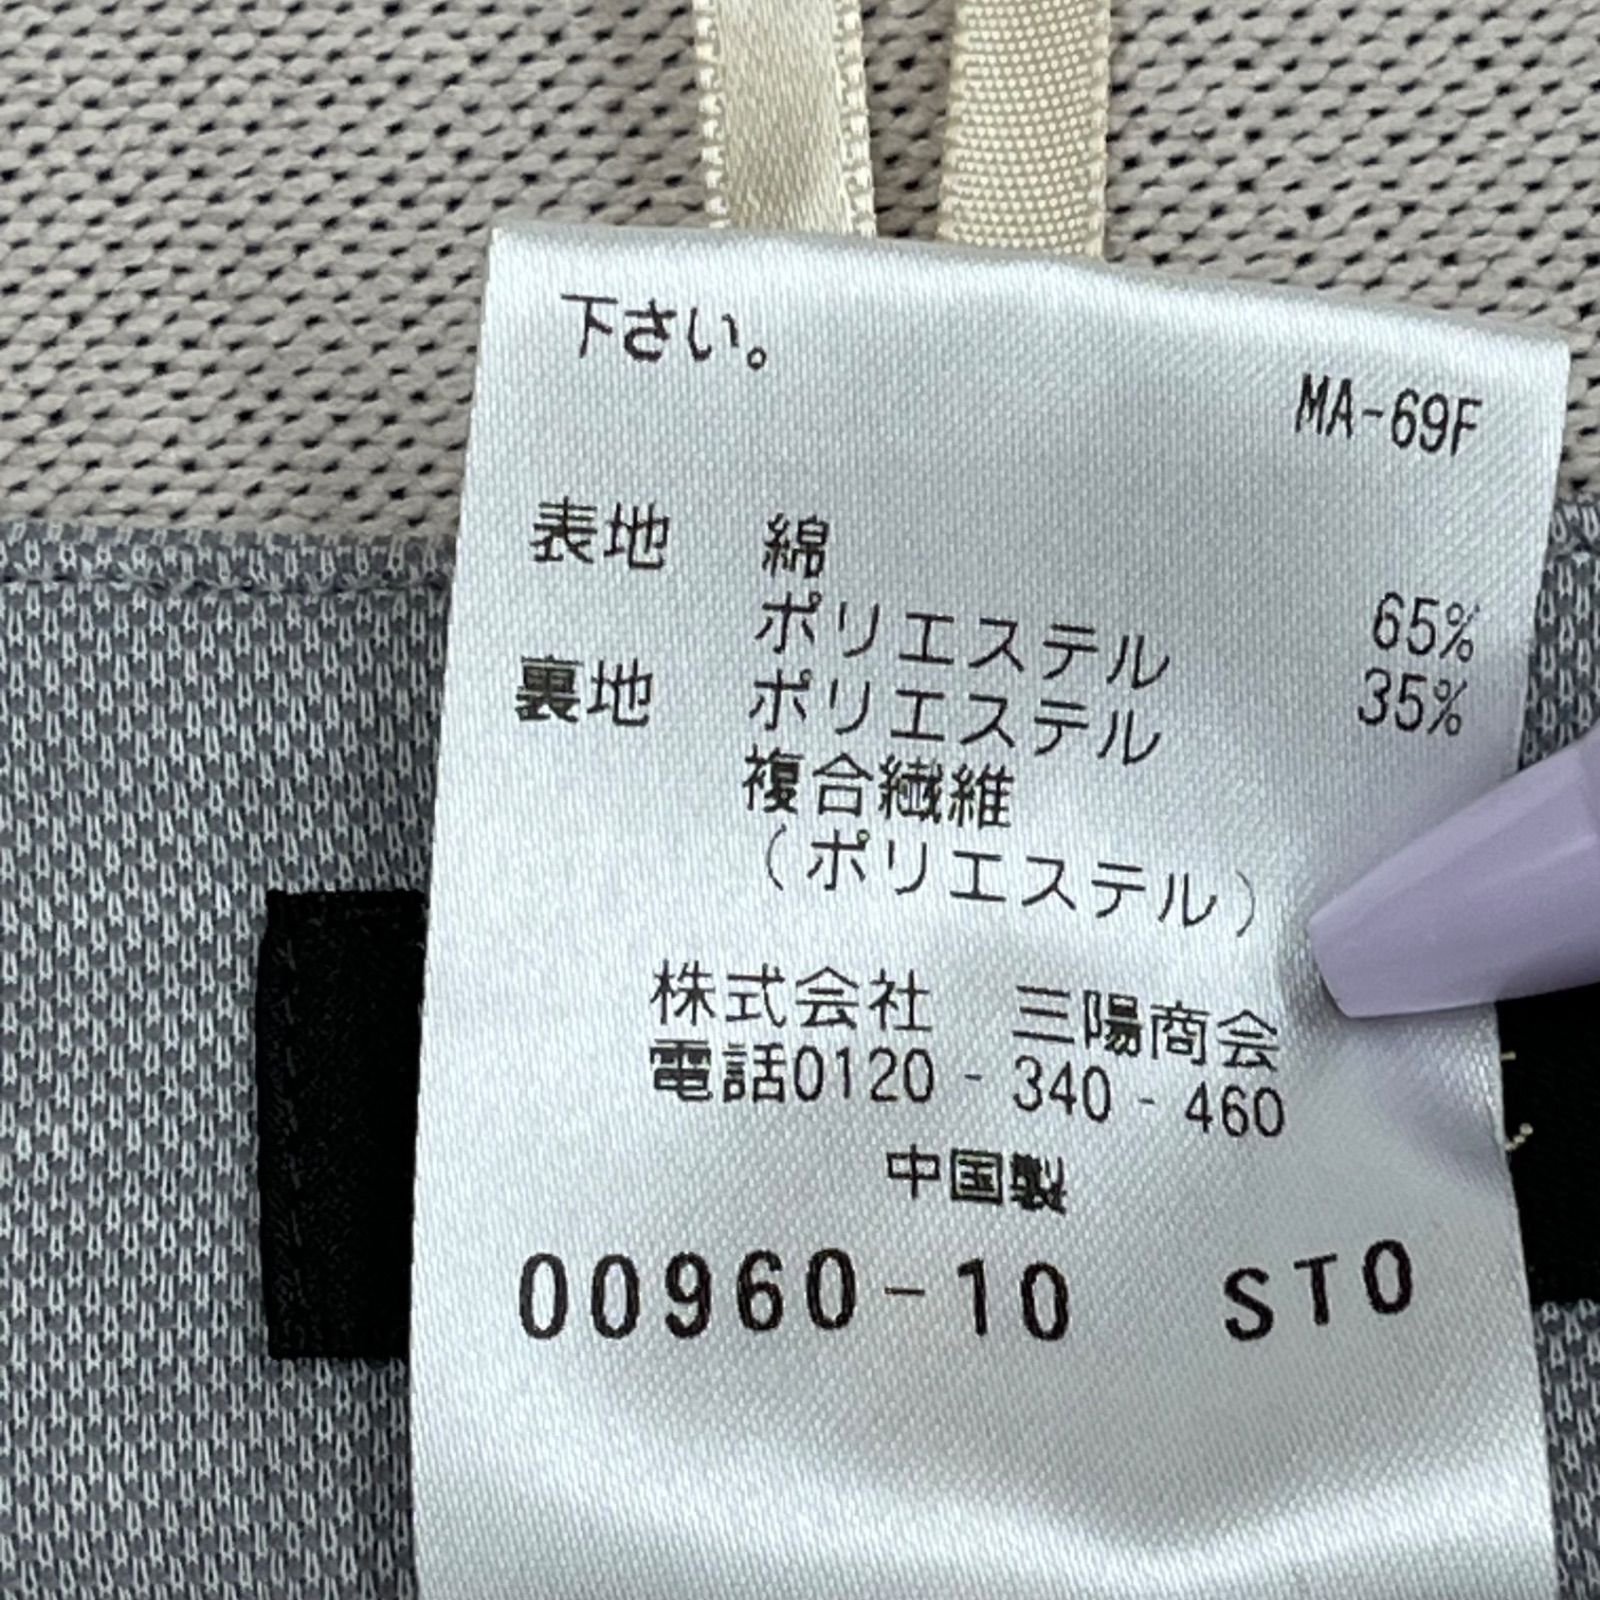 下さい。
MA-69F
表地 綿 65%
ポリエステル 35%
裏地 ポリエステル
複合繊維
(ポリエステル)
株式会社 三陽商会
電話0120-340-460
中国製
00960-10 STO